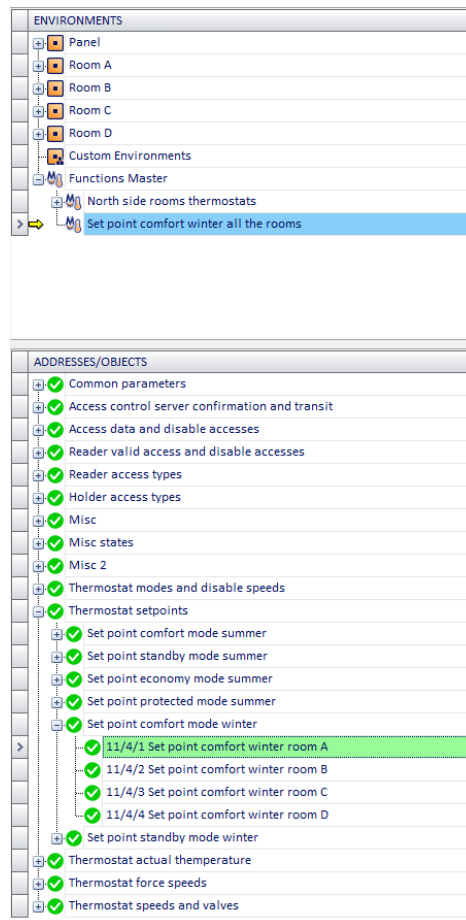 ENVIRONMENTS
Panel
Room A
Room B
Room C
Room D
Custom Environments
Functions Master
North side rooms thermostats
Set point comfort winter all the rooms
ADDRESSES/OBJECTS
Common parameters
Access control server confirmation and transit
Access data and disable accesses
Reader valid access and disable accesses
Reader access types
Holder access types
Misc
Misc states
Misc 2
Thermostat modes and disable speeds
Thermostat setpoints
Set point comfort mode summer
Set point standby mode summer
Set point economy mode summer
Set point protected mode summer
Set point comfort mode winter
11/4/1 Set point comfort winter room A
11/4/2 Set point comfort winter room B
11/4/3 Set point comfort winter room C
11/4/4 Set point comfort winter room D
Set point standby mode winter
Thermostat actual themperature
Thermostat force speeds
Thermostat speeds and valves